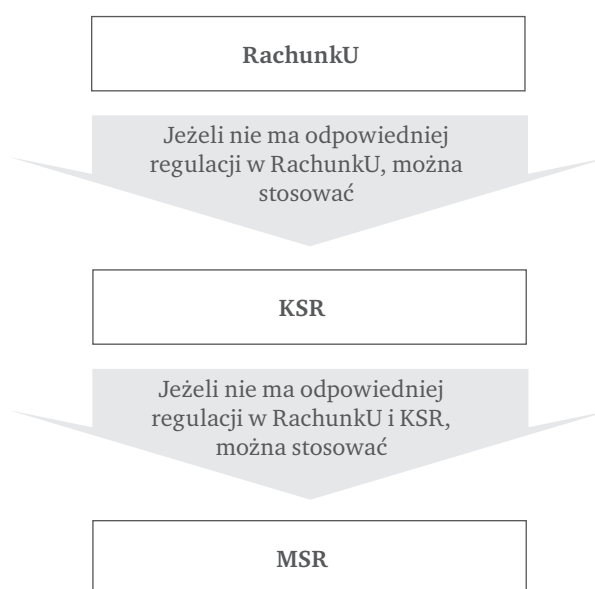 RachunkU
Jeżeli nie ma odpowiedniej
regulacji w RachunkU, można
stosować
KSR
Jeżeli nie ma odpowiedniej
regulacji w RachunkU i KSR,
można stosować
MSR